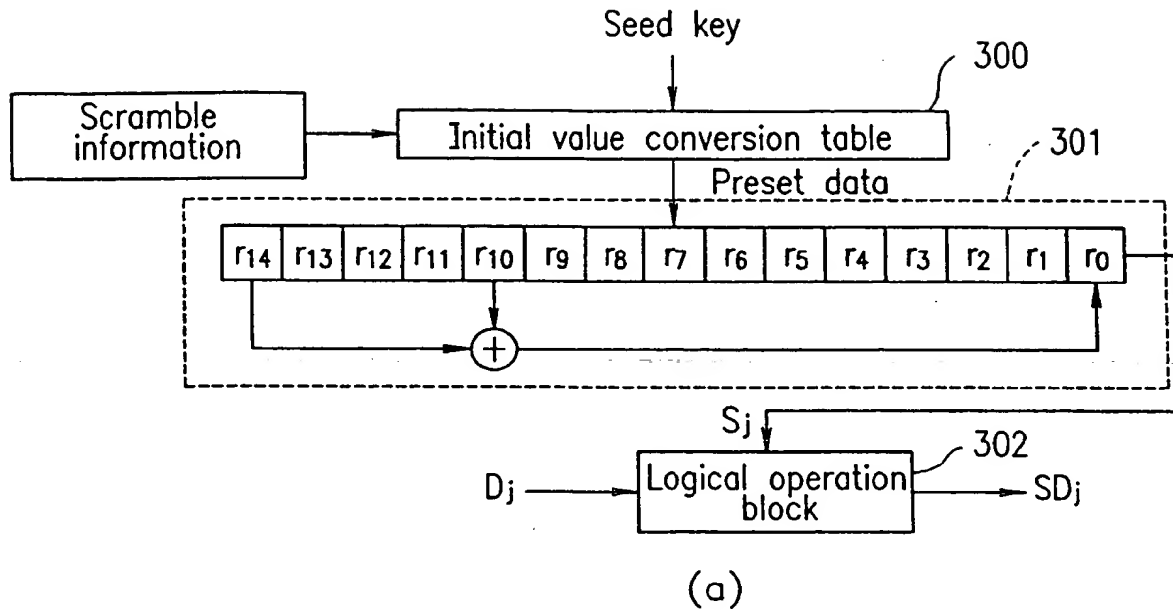 Seed key
300
Scramble
information
Initial value conversion table
301
Preset data
r14 r13 r12 r11 r10 r9 r8 r7 r6 r5 r4 r3 r2 r1 r0
+
Sj
302
Dj
Logical operation
block
SDj
(a)